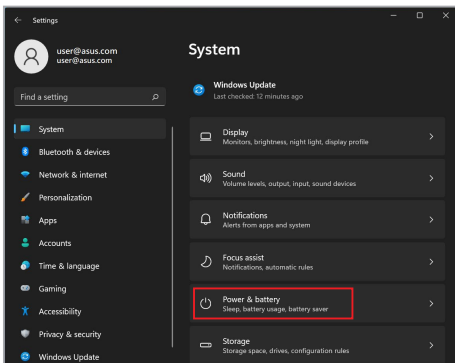 Settings
user@asus.com
user@asus.com
Find a setting
System
Bluetooth & devices
Network & internet
Personalization
Apps
Accounts
Time & language
Gaming
Accessibility
Privacy & security
Windows Update
System
Windows Update
Last checked: 12 minutes ago
Display
Monitors, brightness, night light, display profile
Sound
Volume levels, output, input, sound devices
Notifications
Alerts from apps and system
Focus assist
Notifications, automatic rules
Power & battery
Sleep, battery usage, battery saver
Storage
Storage space, drives, configuration rules